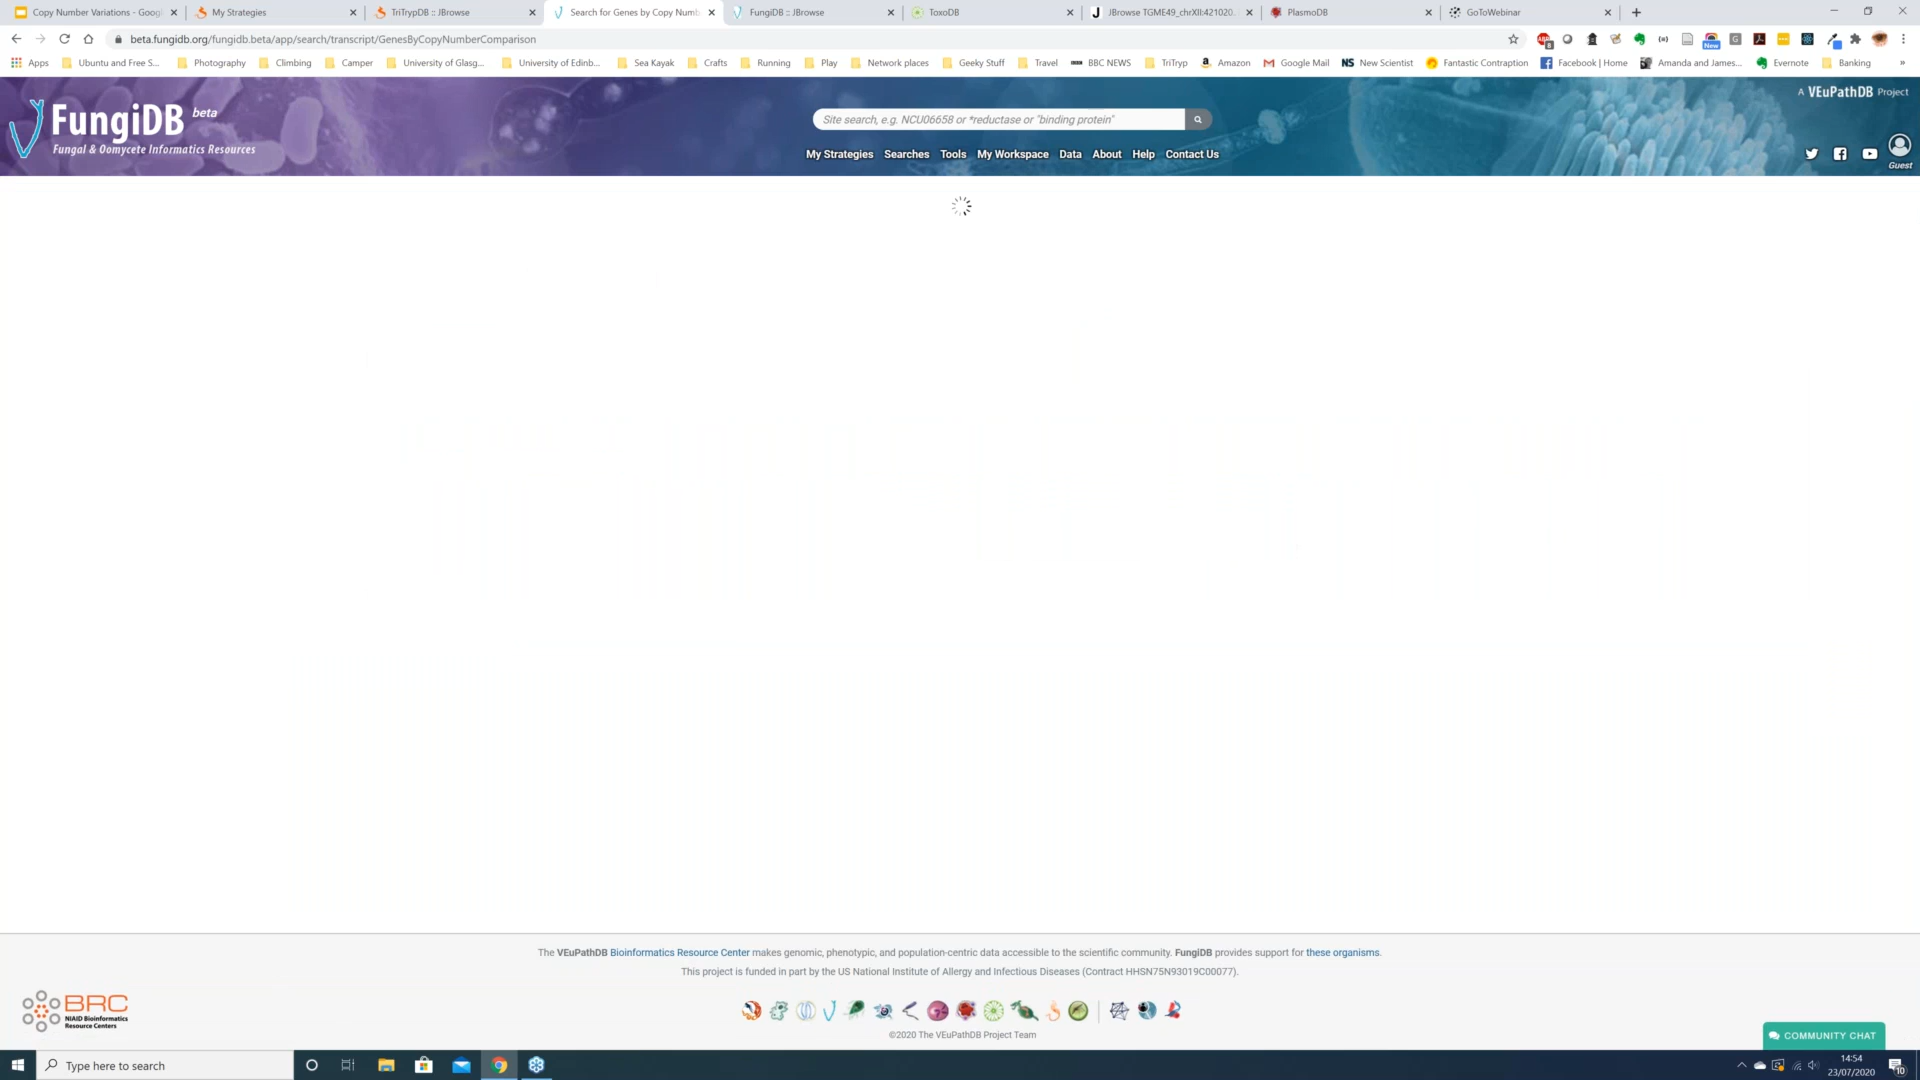 Copy Number Variations - Googl
My Strategies
TriTrypDB :: JBrowse
Search for Genes by Copy Numb
FungiDB :: JBrowse
ToxoDB
JBrowse TGME49_chrXII:421020.
PlasmoDB
GoToWebinar
beta.fungidb.org/fungidb.beta/app/search/transcript/GenesByCopyNumberComparison
Apps
Ubuntu and Free S...
Photography
Climbing
Camper
University of Glasg...
University of Edinb...
Sea Kayak
Crafts
Running
Play
Network places
Geeky Stuff
Travel
BBC NEWS
TriTryp
Amazon
Google Mail
NS New Scientist
Fantastic Contraption
Facebook | Home
Amanda and James...
Evernote
Banking
»
FungiDB beta
Fungal & Oomycete Informatics Resources
A VEuPathDB Project
Site search, e.g. NCU06658 or *reductase or "binding protein"
My Strategies Searches Tools My Workspace Data About Help Contact Us
Guest
The VEuPathDB Bioinformatics Resource Center makes genomic, phenotypic, and population-centric data accessible to the scientific community. FungiDB provides support for these organisms.
This project is funded in part by the US National Institute of Allergy and Infectious Diseases (Contract HHSN75N93019C00077).
BRC
NIAID Bioinformatics
Resource Centers
©2020 The VEuPathDB Project Team
COMMUNITY CHAT
Type here to search
14:54
23/07/2020